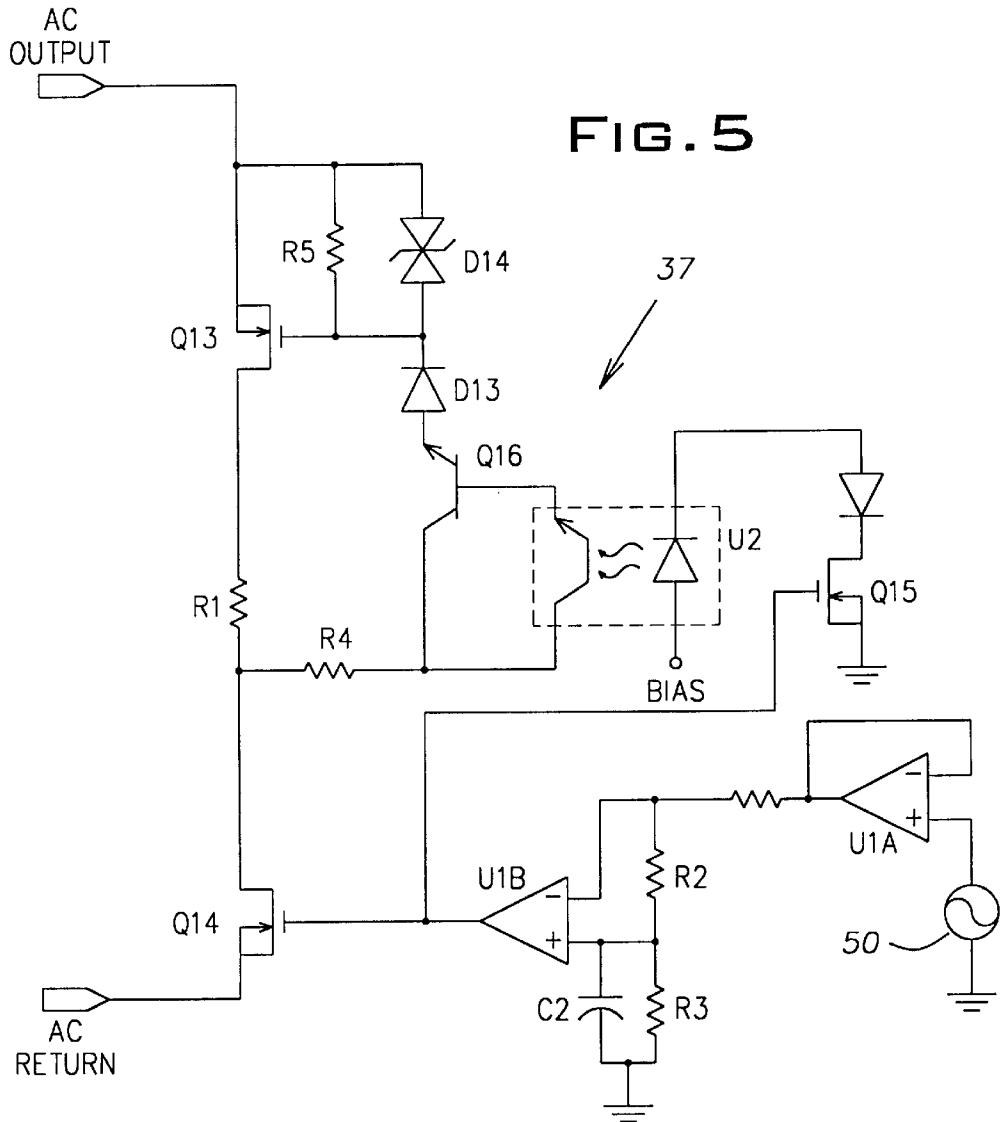 AC
OUTPUT
FIG. 5
R5
D14
37
Q13
D13
Q16
U2
Q15
R1
R4
BIAS
-
+
U1A
U1B
-
+
R2
Q14
50
C2
R3
AC
RETURN